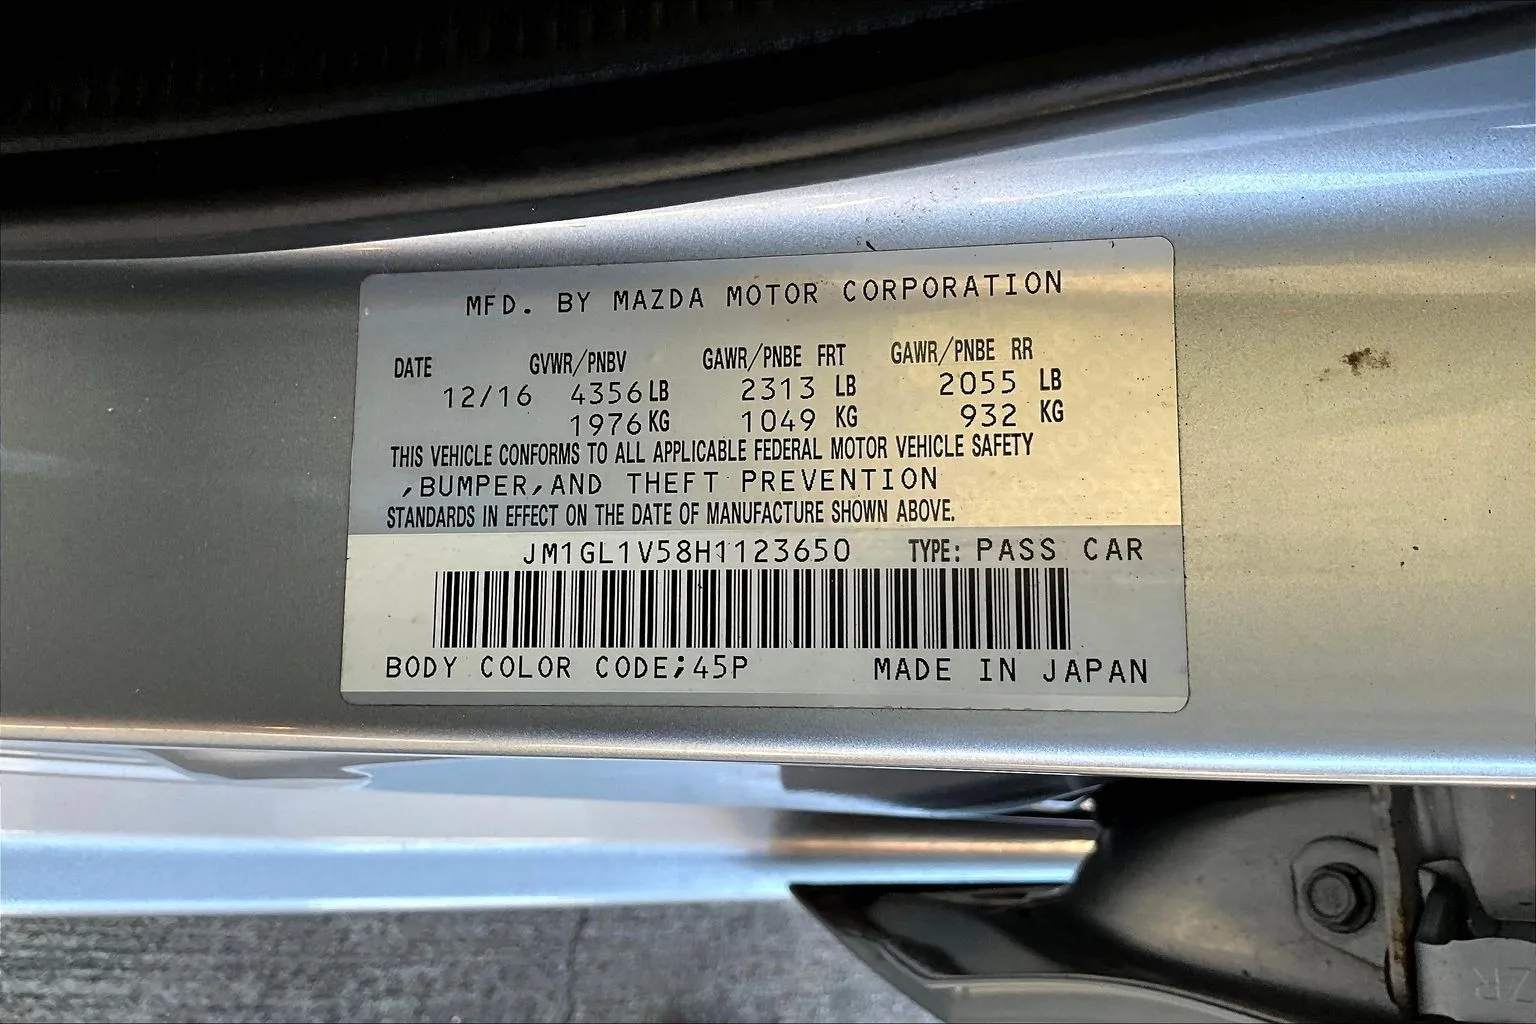 MFD. BY MAZDA MOTOR CORPORATION
DATE GVWR/PNBV GAWR/PNBE FRT GAWR/PNBE RR
12/16 4356 LB 2313 LB 2055 LB
1976 KG 1049 KG 932 KG
THIS VEHICLE CONFORMS TO ALL APPLICABLE FEDERAL MOTOR VEHICLE SAFETY
,BUMPER,AND THEFT PREVENTION
STANDARDS IN EFFECT ON THE DATE OF MANUFACTURE SHOWN ABOVE.
JM1GL1V58H1123650 TYPE: PASS CAR
BODY COLOR CODE;45P MADE IN JAPAN